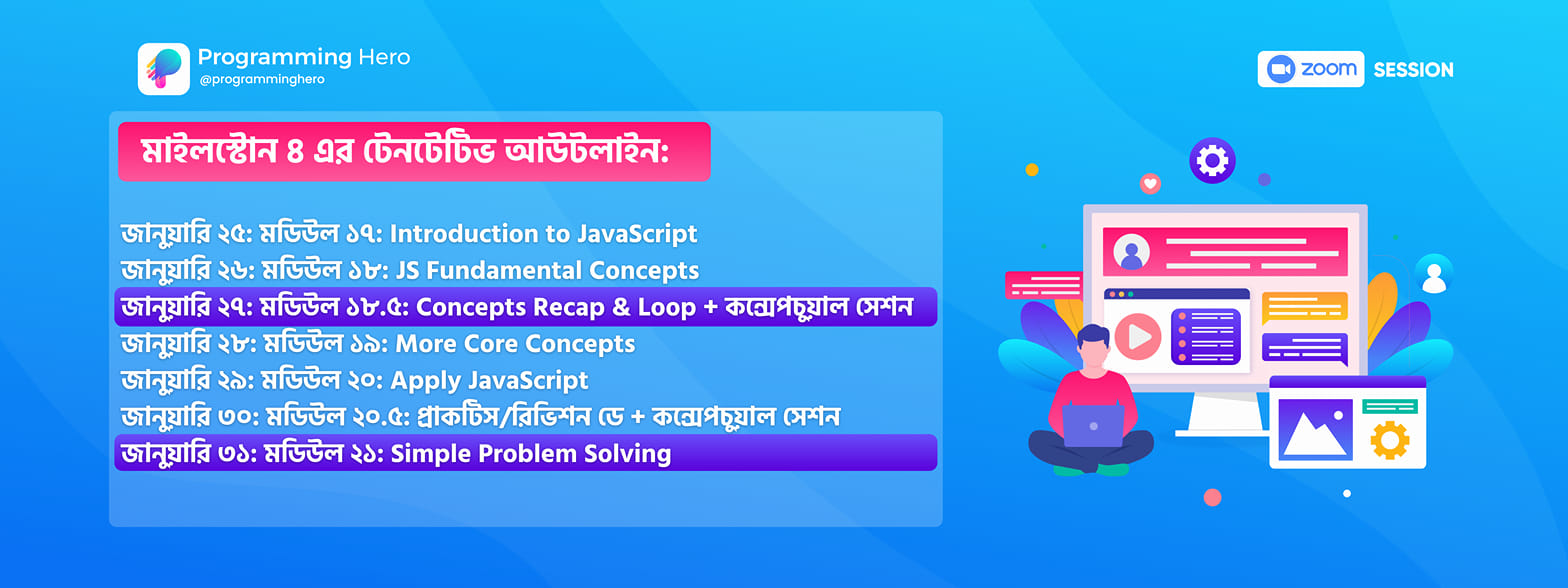 Programming Hero
@programminghero
zoom SESSION
মাইলস্টোন ৪ এর টেনটেটিভ আউটলাইন:
জানুয়ারি ২৫: মডিউল ১৭: Introduction to JavaScript
জানুয়ারি ২৬: মডিউল ১৮: JS Fundamental Concepts
জানুয়ারি ২৭: মডিউল ১৮.৫: Concepts Recap & Loop + কন্সেপচুয়াল সেশন
জানুয়ারি ২৮: মডিউল ১৯: More Core Concepts
জানুয়ারি ২৯: মডিউল ২০: Apply JavaScript
জানুয়ারি ৩০: মডিউল ২০.৫: প্রাকটিস/রিভিশন ডে + কন্সেপচুয়াল সেশন
জানুয়ারি ৩১: মডিউল ২১: Simple Problem Solving